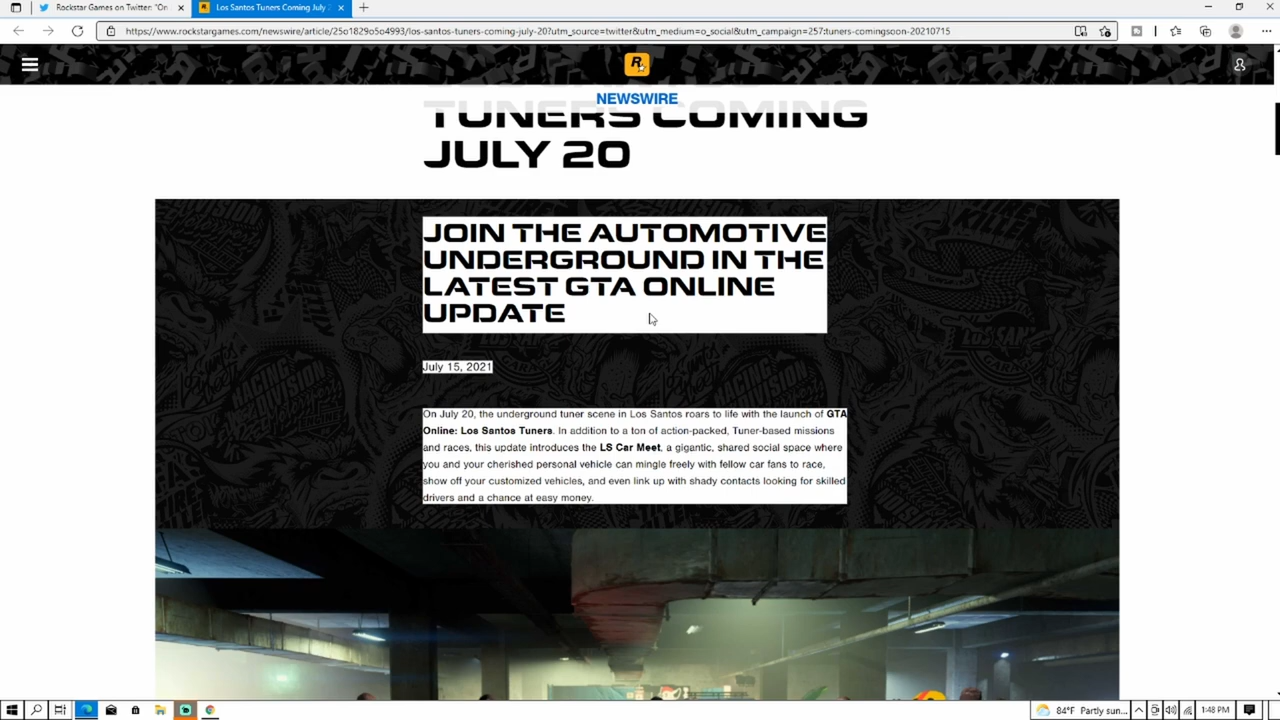 Rockstar Games on Twitter: "On
Los Santos Tuners Coming July 2
https://www.rockstargames.com/newswire/article/25o1829o5o4993/los-santos-tuners-coming-july-20?utm_source=twitter&utm_medium=o_social&utm_campaign=257:tuners-comingsoon-20210715
R
NEWSWIRE
TUNERS COMING
JULY 20
JOIN THE AUTOMOTIVE
UNDERGROUND IN THE
LATEST GTA ONLINE
UPDATE
July 15, 2021
On July 20, the underground tuner scene in Los Santos roars to life with the launch of GTA
Online: Los Santos Tuners. In addition to a ton of action-packed, Tuner-based missions
and races, this update introduces the LS Car Meet, a gigantic, shared social space where
you and your cherished personal vehicle can mingle freely with fellow car fans to race,
show off your customized vehicles, and even link up with shady contacts looking for skilled
drivers and a chance at easy money.
84°F Partly sun...
1:48 PM